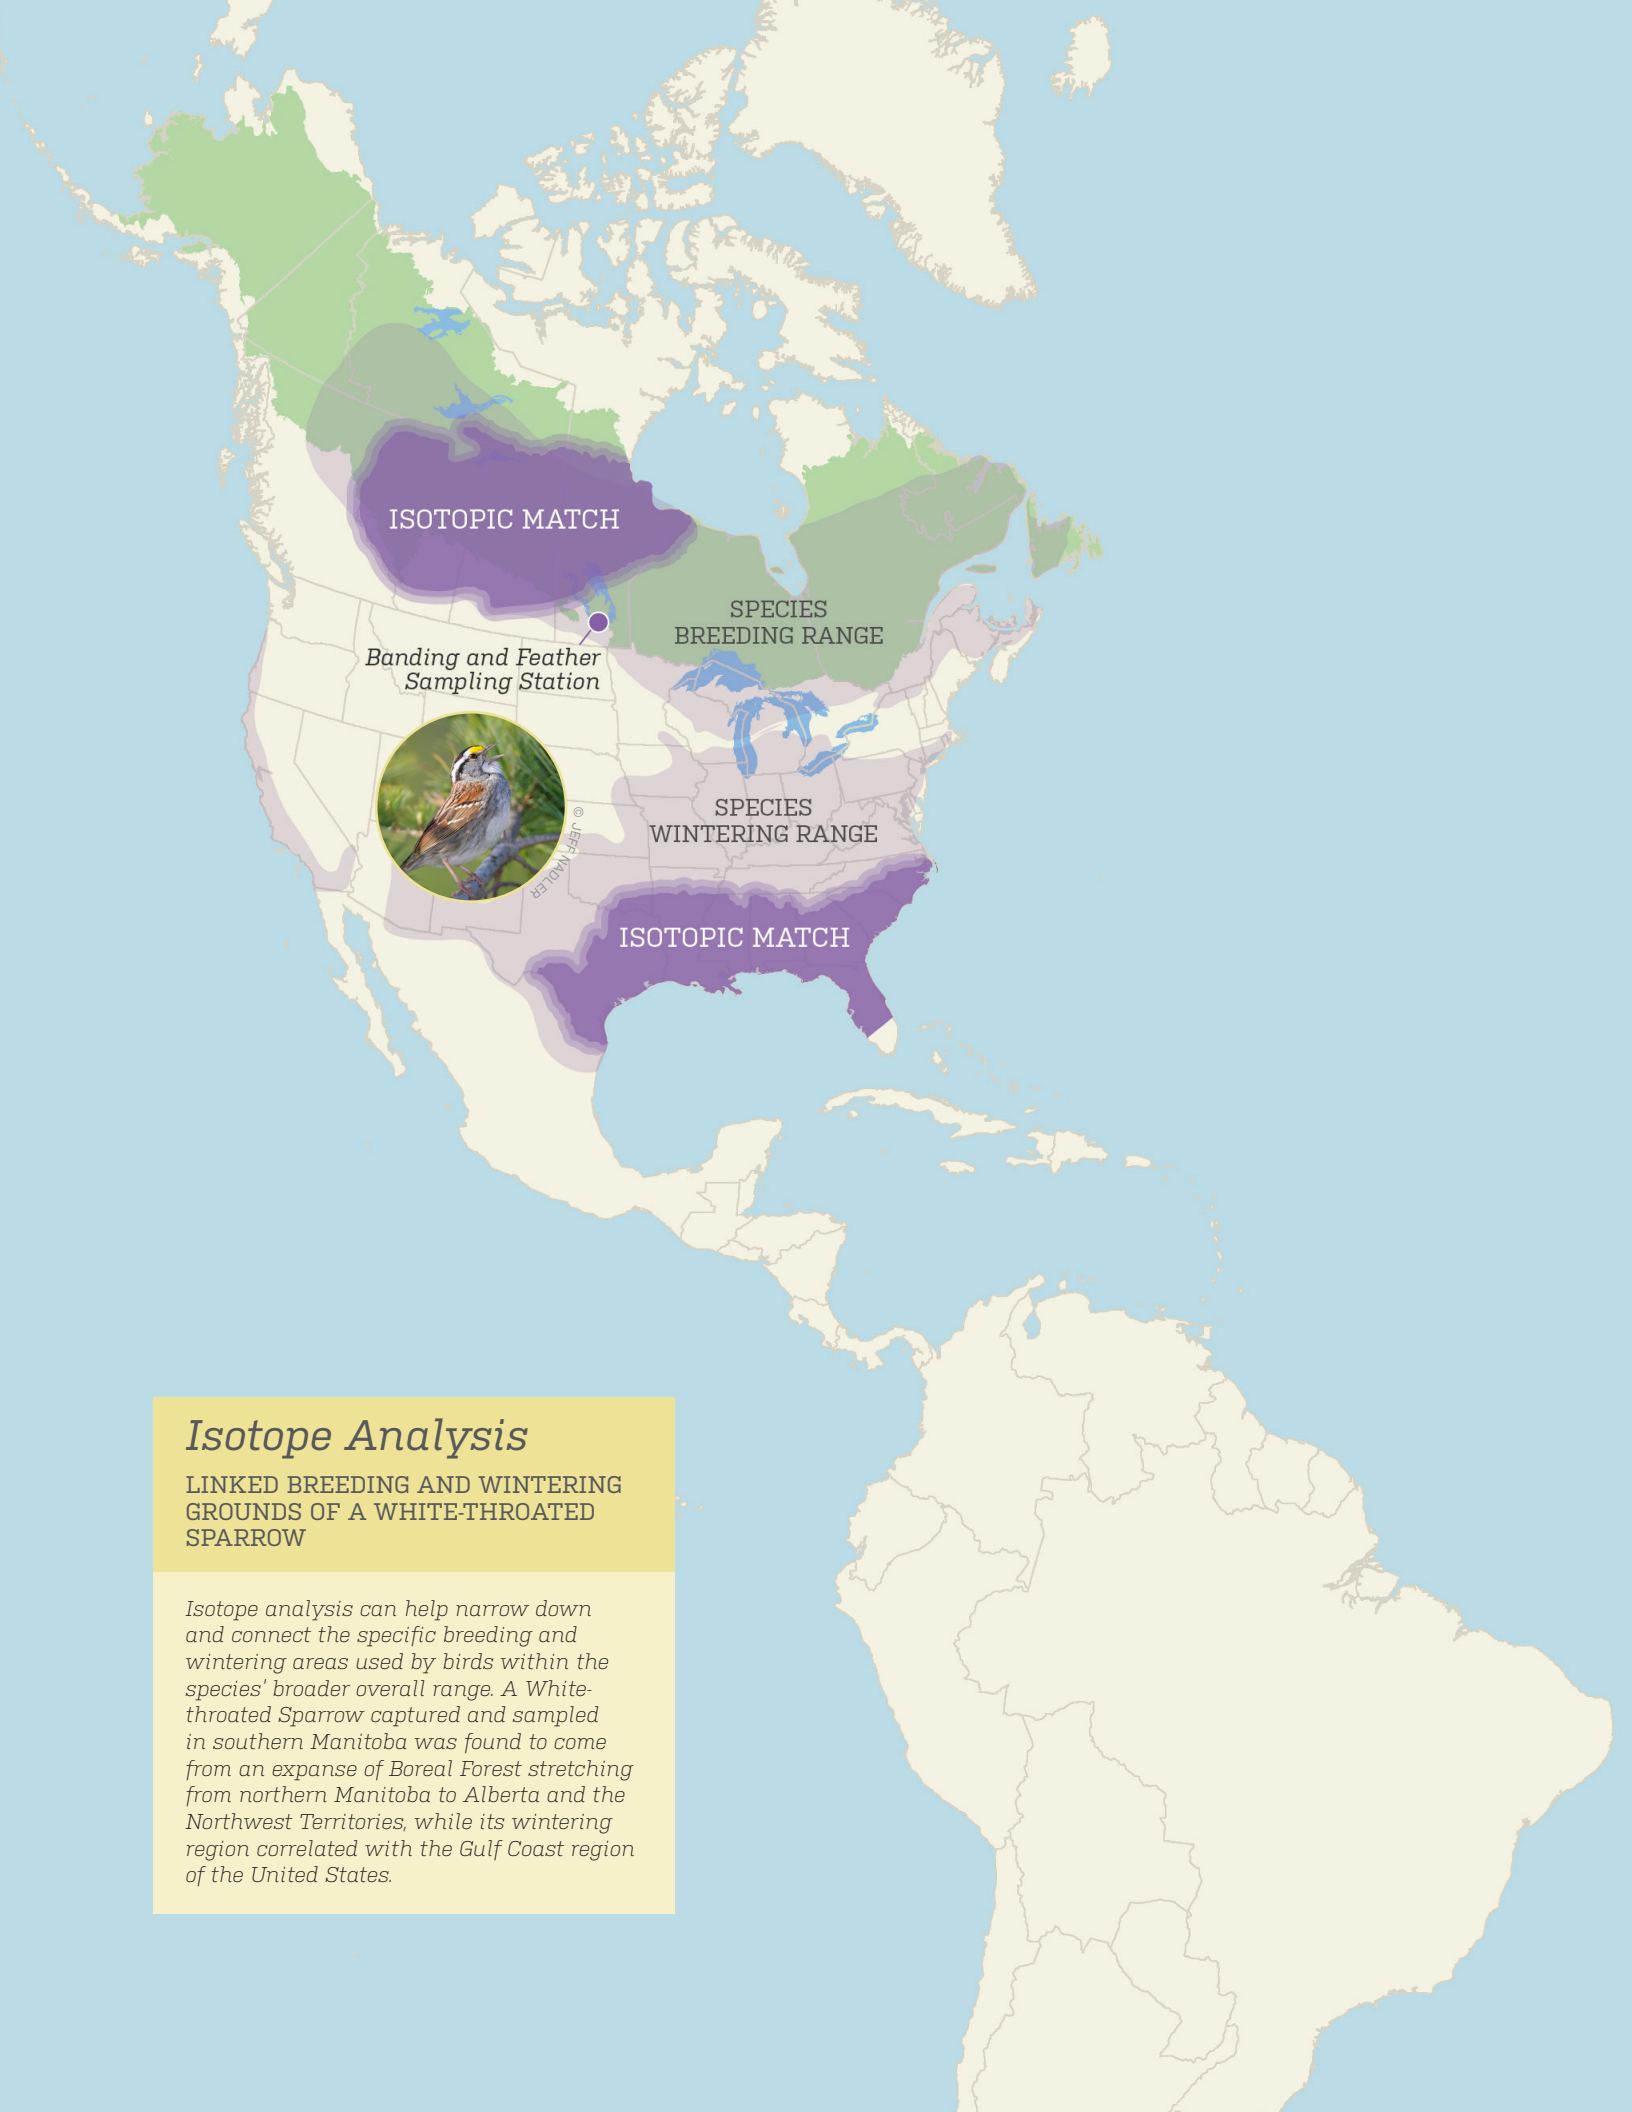 ISOTOPIC MATCH
SPECIES
BREEDING RANGE
Banding and Feather
Sampling Station
© JEFF NADLER
SPECIES
WINTERING RANGE
ISOTOPIC MATCH
Isotope Analysis
LINKED BREEDING AND WINTERING
GROUNDS OF A WHITE-THROATED
SPARROW
Isotope analysis can help narrow down
and connect the specific breeding and
wintering areas used by birds within the
species' broader overall range. A White-
throated Sparrow captured and sampled
in southern Manitoba was found to come
from an expanse of Boreal Forest stretching
from northern Manitoba to Alberta and the
Northwest Territories, while its wintering
region correlated with the Gulf Coast region
of the United States.